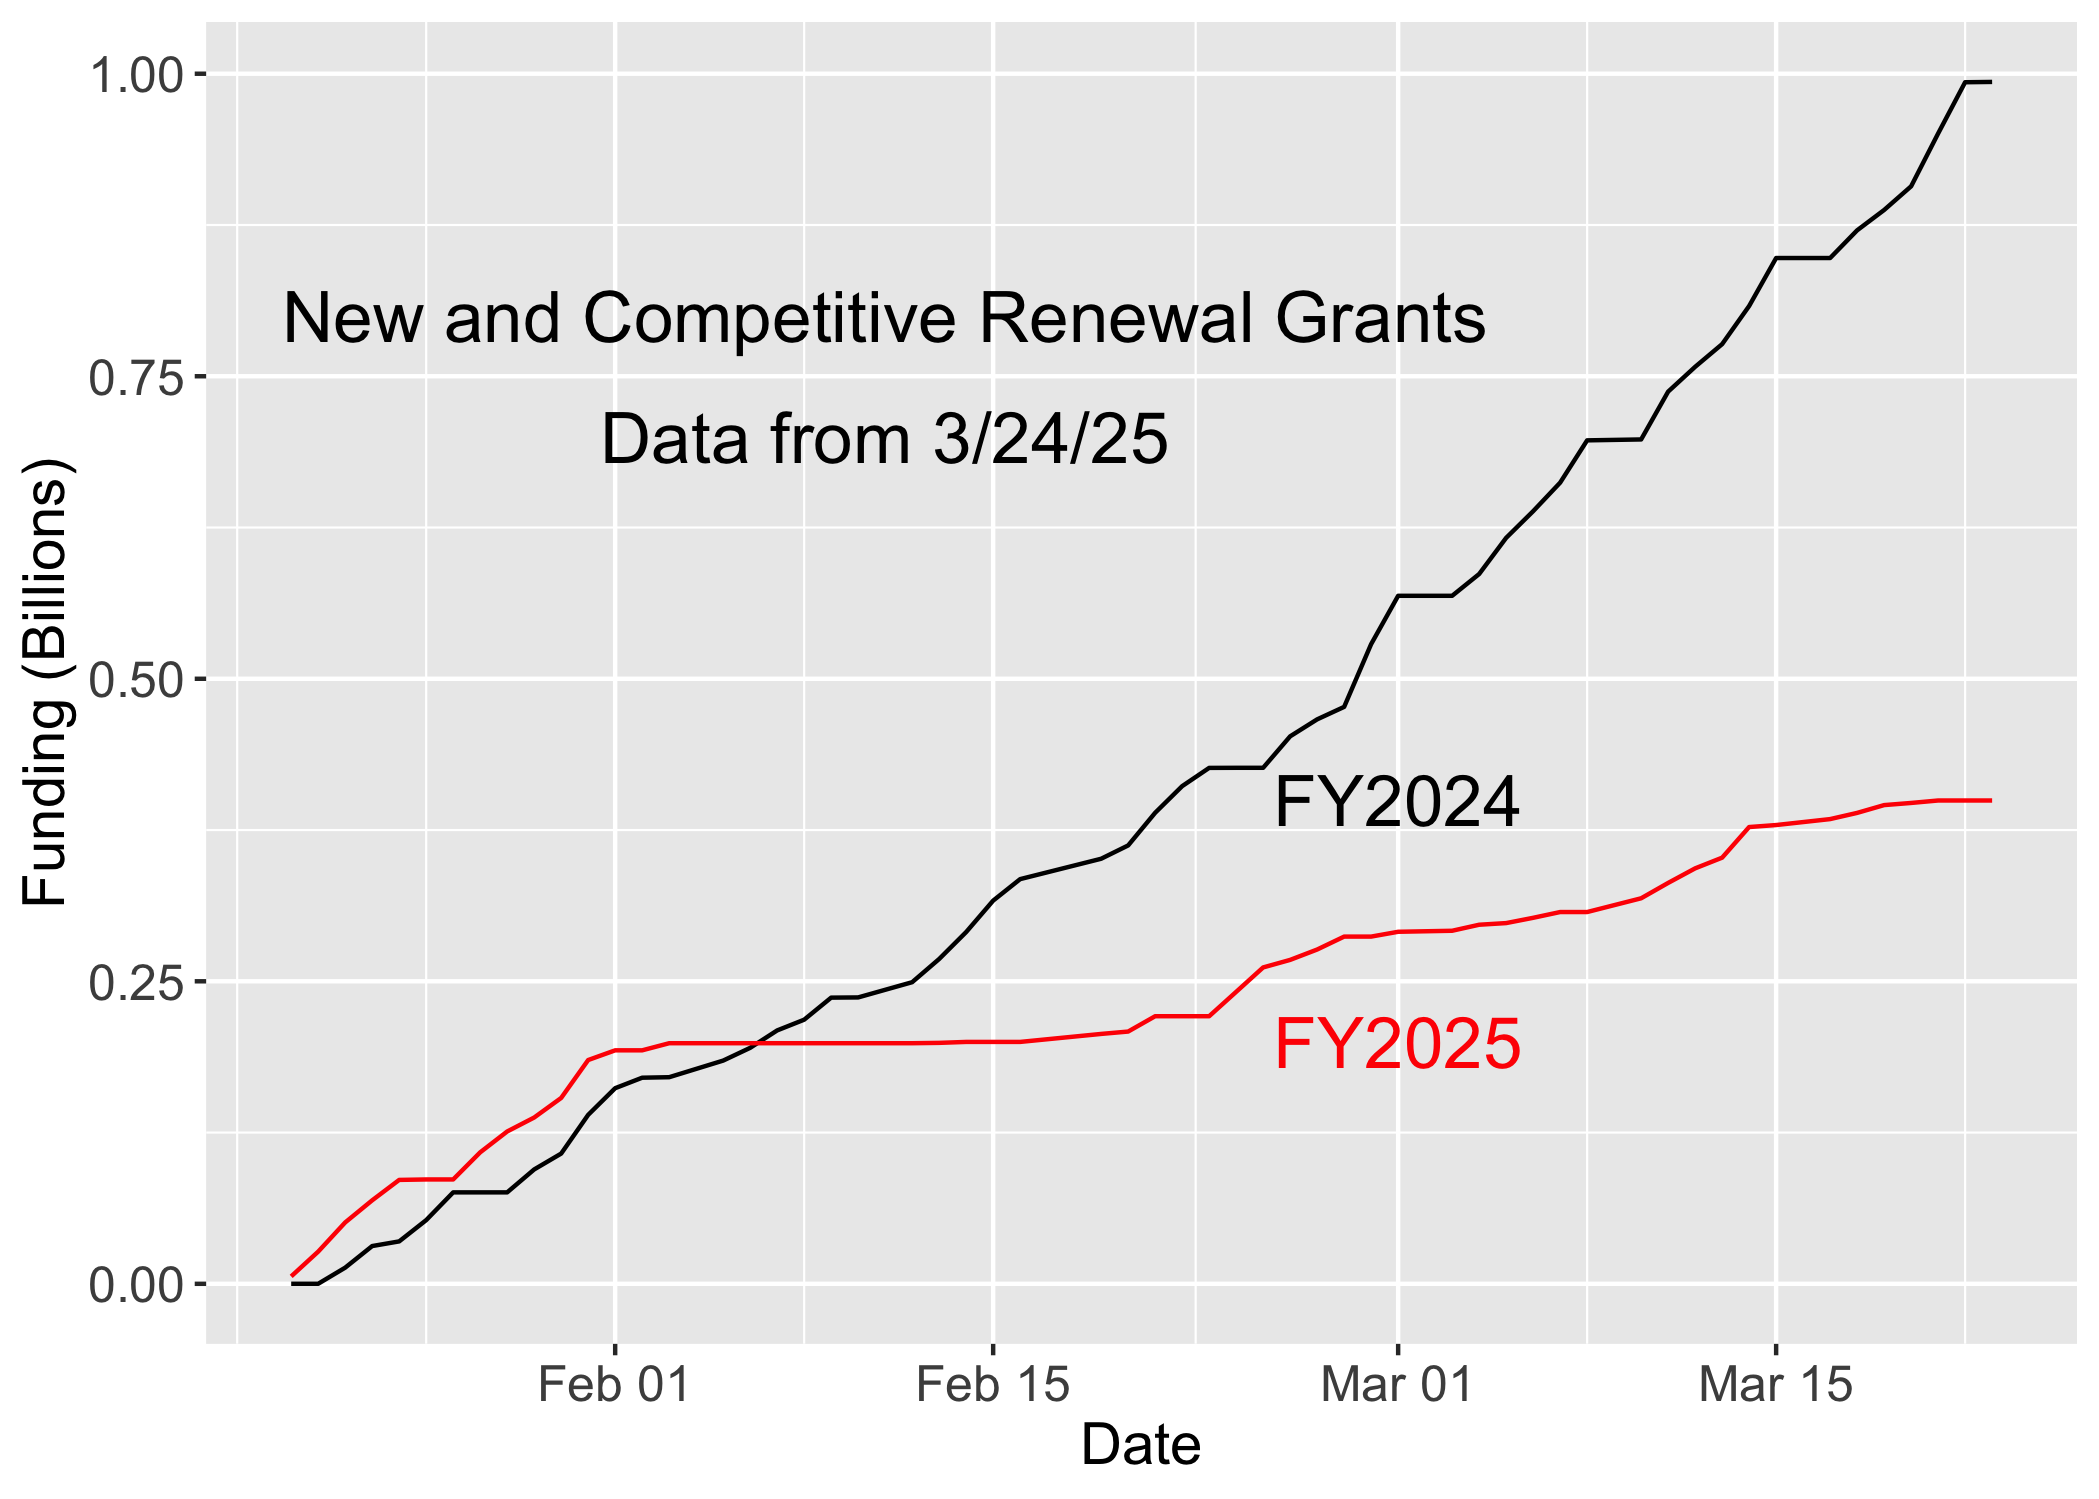 1.00
New and Competitive Renewal Grants
0.75
Data from 3/24/25
Funding (Billions)
0.50
FY2024
0.25
FY2025
0.00
Feb 01 Feb 15 Mar 01 Mar 15
Date